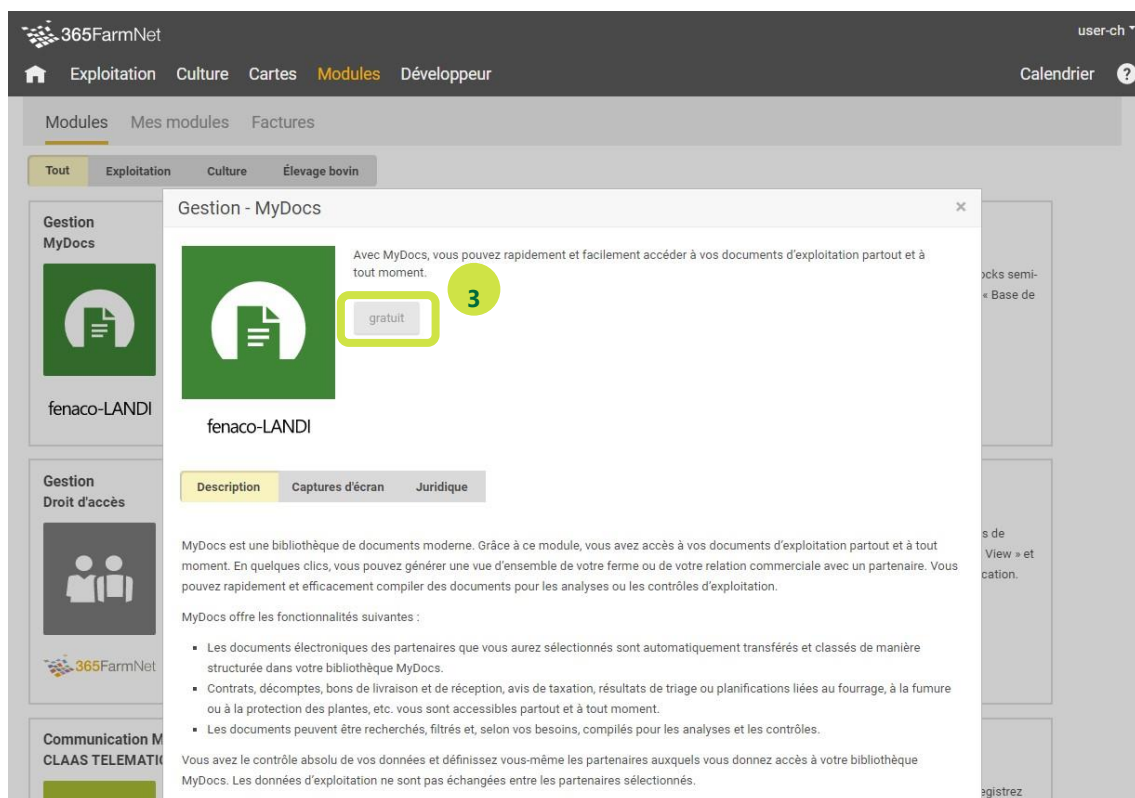 365FarmNet
user-ch
Exploitation Culture Cartes Modules Développeur Calendrier ?
Modules Mes modules Factures
Tout Exploitation Culture Élevage bovin
Gestion
MyDocs
fenaco-LANDI
Gestion
Droit d'accès
365FarmNet
Communication M
CLAAS TELEMATI
Gestion - MyDocs ×
Avec MyDocs, vous pouvez rapidement et facilement accéder à vos documents d'exploitation partout et à
tout moment.
3
gratuit
fenaco-LANDI
Description Captures d'écran Juridique
MyDocs est une bibliothèque de documents moderne. Grâce à ce module, vous avez accès à vos documents d'exploitation partout et à tout
moment. En quelques clics, vous pouvez générer une vue d'ensemble de votre ferme ou de votre relation commerciale avec un partenaire. Vous
pouvez rapidement et efficacement compiler des documents pour les analyses ou les contrôles d'exploitation.
MyDocs offre les fonctionnalités suivantes :
▪ Les documents électroniques des partenaires que vous aurez sélectionnés sont automatiquement transférés et classés de manière
structurée dans votre bibliothèque MyDocs.
▪ Contrats, décomptes, bons de livraison et de réception, avis de taxation, résultats de triage ou planifications liées au fourrage, à la fumure
ou à la protection des plantes, etc. vous sont accessibles partout et à tout moment.
▪ Les documents peuvent être recherchés, filtrés et, selon vos besoins, compilés pour les analyses et les contrôles.
Vous avez le contrôle absolu de vos données et définissez vous-même les partenaires auxquels vous donnez accès à votre bibliothèque
MyDocs. Les données d'exploitation ne sont pas échangées entre les partenaires sélectionnés.
ocks semi-
« Base de
s de
View » et
cation.
egistrez